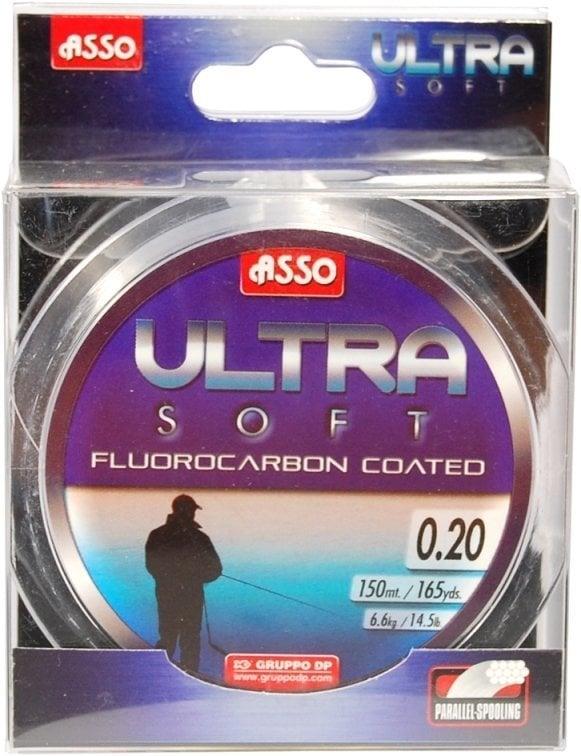 ASSO
ULTRA
SOFT
ASSO
ULTRA
SOFT
FLUOROCARBON COATED
0.20
150mt. / 165yds.
6.6kg / 14.5lb
GRUPPO DP
www.gruppodp.com
PARALLEL-SPOOLING